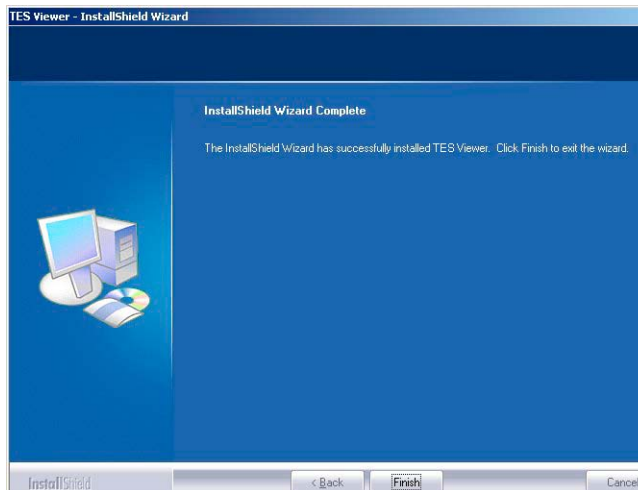 TES Viewer - InstallShield Wizard
InstallShield Wizard Complete
The InstallShield Wizard has successfully installed TES Viewer. Click Finish to exit the wizard.
InstallShield
< Back
Finish
Cancel